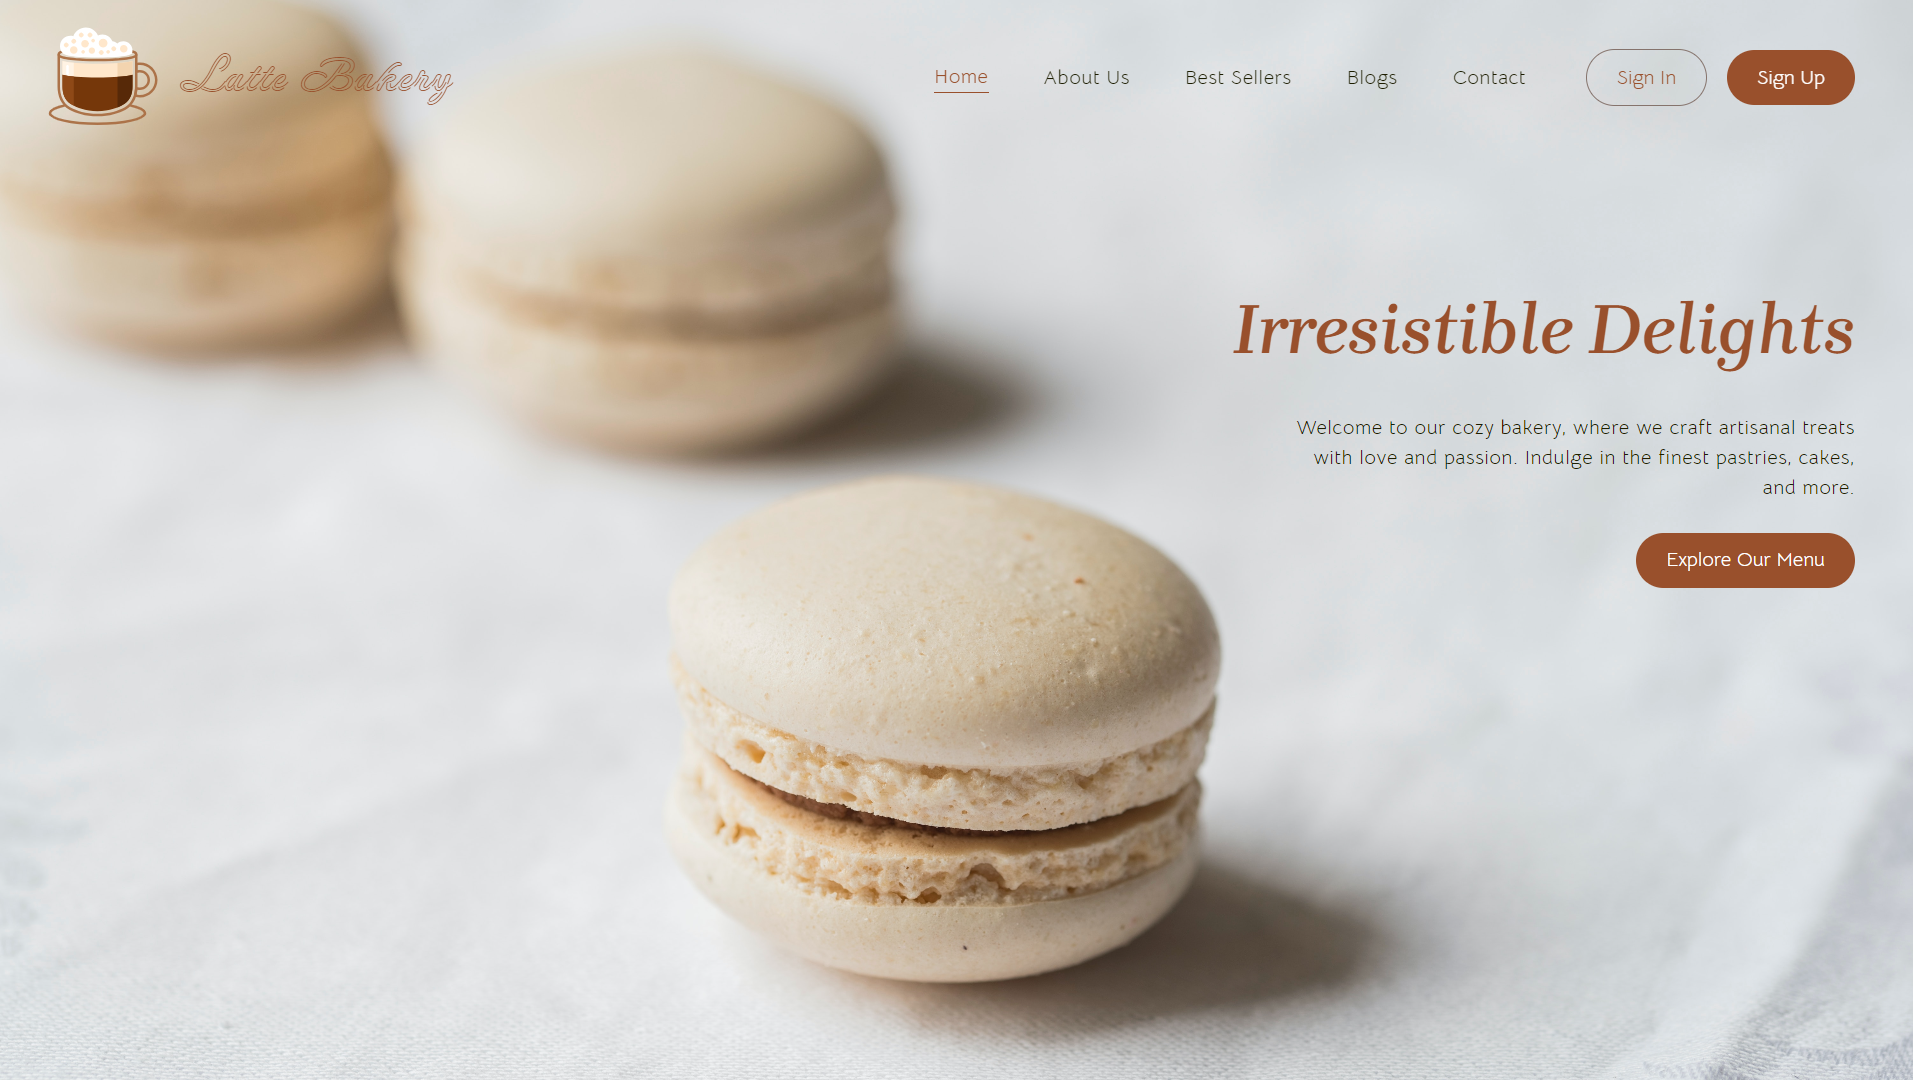 Latte Bakery
Home
About Us
Best Sellers
Blogs
Contact
Sign In
Sign Up
Irresistible Delights
Welcome to our cozy bakery, where we craft artisanal treats
with love and passion. Indulge in the finest pastries, cakes,
and more.
Explore Our Menu